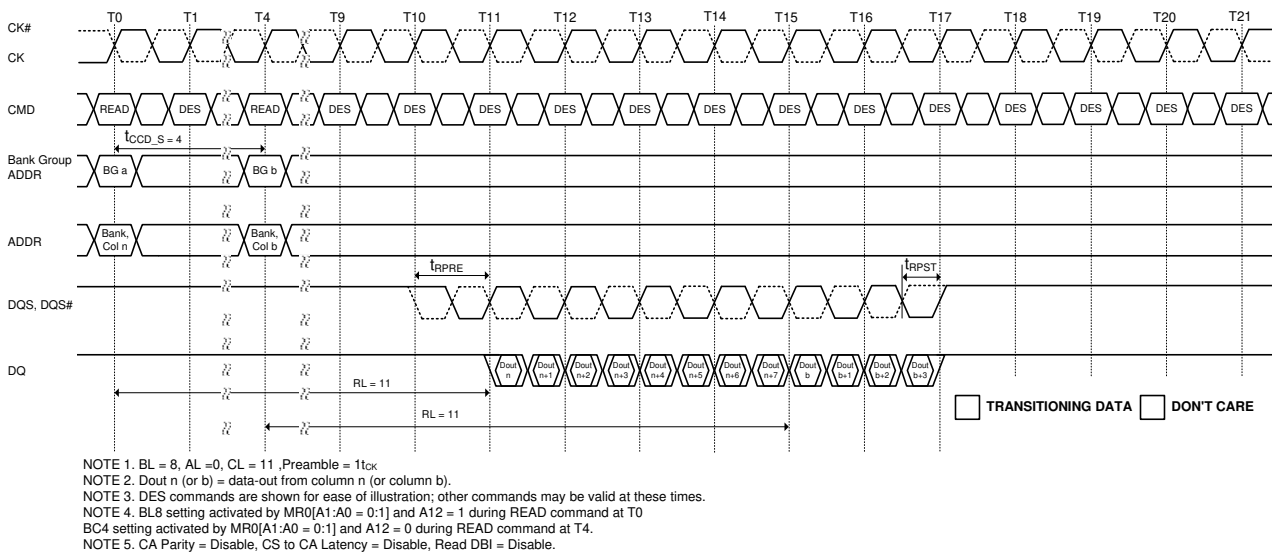 T0 T1 T4 T9 T10 T11 T12 T13 T14 T15 T16 T17 T18 T19 T20 T21
CK#
CK
CMD READ DES READ DES DES DES DES DES DES DES DES DES DES DES DES DES
tCCD_S = 4
Bank Group
ADDR BG a BG b
ADDR Bank, Col n Bank, Col b
tRPRE tRPST
DQS, DQS#
DQ Dout n Dout n+1 Dout n+2 Dout n+3 Dout n+4 Dout n+5 Dout n+6 Dout n+7 Dout b Dout b+1 Dout b+2 Dout b+3
RL = 11
RL = 11
TRANSITIONING DATA DON'T CARE
NOTE 1. BL = 8, AL =0, CL = 11 ,Preamble = 1tCK
NOTE 2. Dout n (or b) = data-out from column n (or column b).
NOTE 3. DES commands are shown for ease of illustration; other commands may be valid at these times.
NOTE 4. BL8 setting activated by MR0[A1:A0 = 0:1] and A12 = 1 during READ command at T0
BC4 setting activated by MR0[A1:A0 = 0:1] and A12 = 0 during READ command at T4.
NOTE 5. CA Parity = Disable, CS to CA Latency = Disable, Read DBI = Disable.